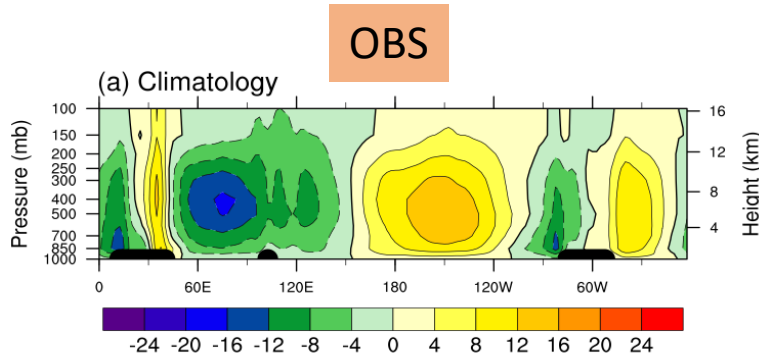 OBS
(a) Climatology
Pressure (mb)
100
150
200
250
300
400
500
700
850
1000
16
12
8
4
Height (km)
0 60E 120E 180 120W 60W
-24 -20 -16 -12 -8 -4 0 4 8 12 16 20 24